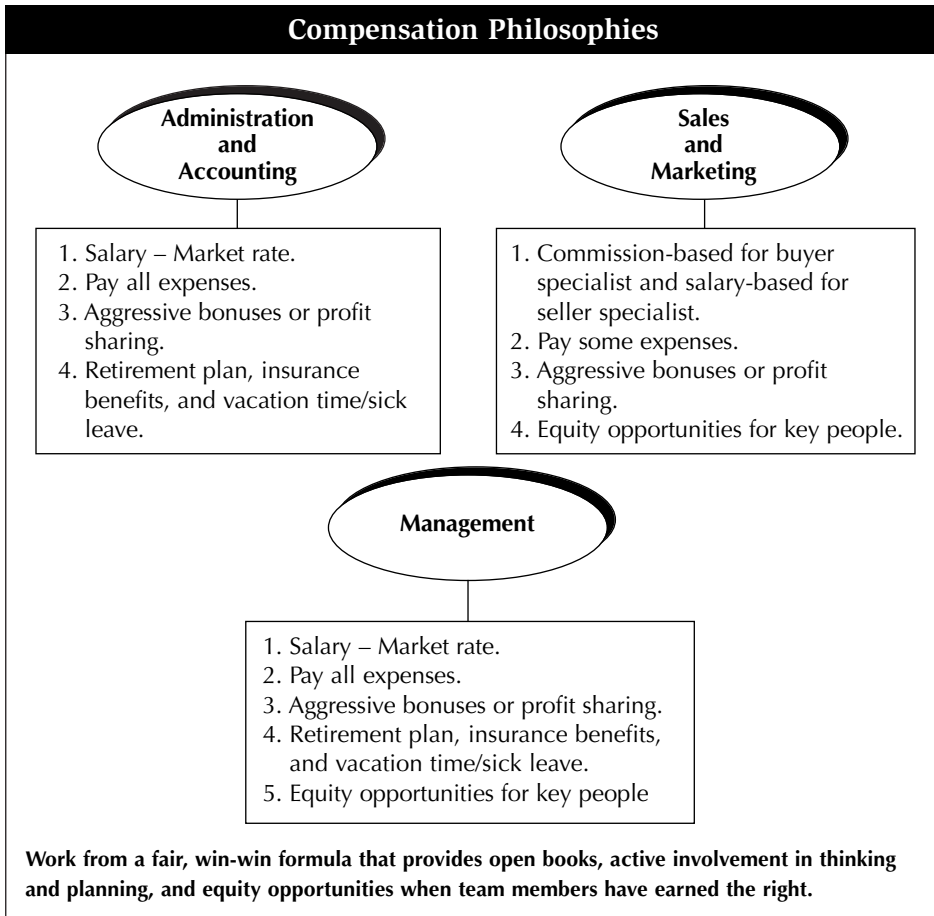 Compensation Philosophies
Administration
and
Accounting
1. Salary – Market rate.
2. Pay all expenses.
3. Aggressive bonuses or profit
sharing.
4. Retirement plan, insurance
benefits, and vacation time/sick
leave.
Sales
and
Marketing
1. Commission-based for buyer
specialist and salary-based for
seller specialist.
2. Pay some expenses.
3. Aggressive bonuses or profit
sharing.
4. Equity opportunities for key people.
Management
1. Salary – Market rate.
2. Pay all expenses.
3. Aggressive bonuses or profit sharing.
4. Retirement plan, insurance benefits,
and vacation time/sick leave.
5. Equity opportunities for key people
Work from a fair, win-win formula that provides open books, active involvement in thinking
and planning, and equity opportunities when team members have earned the right.